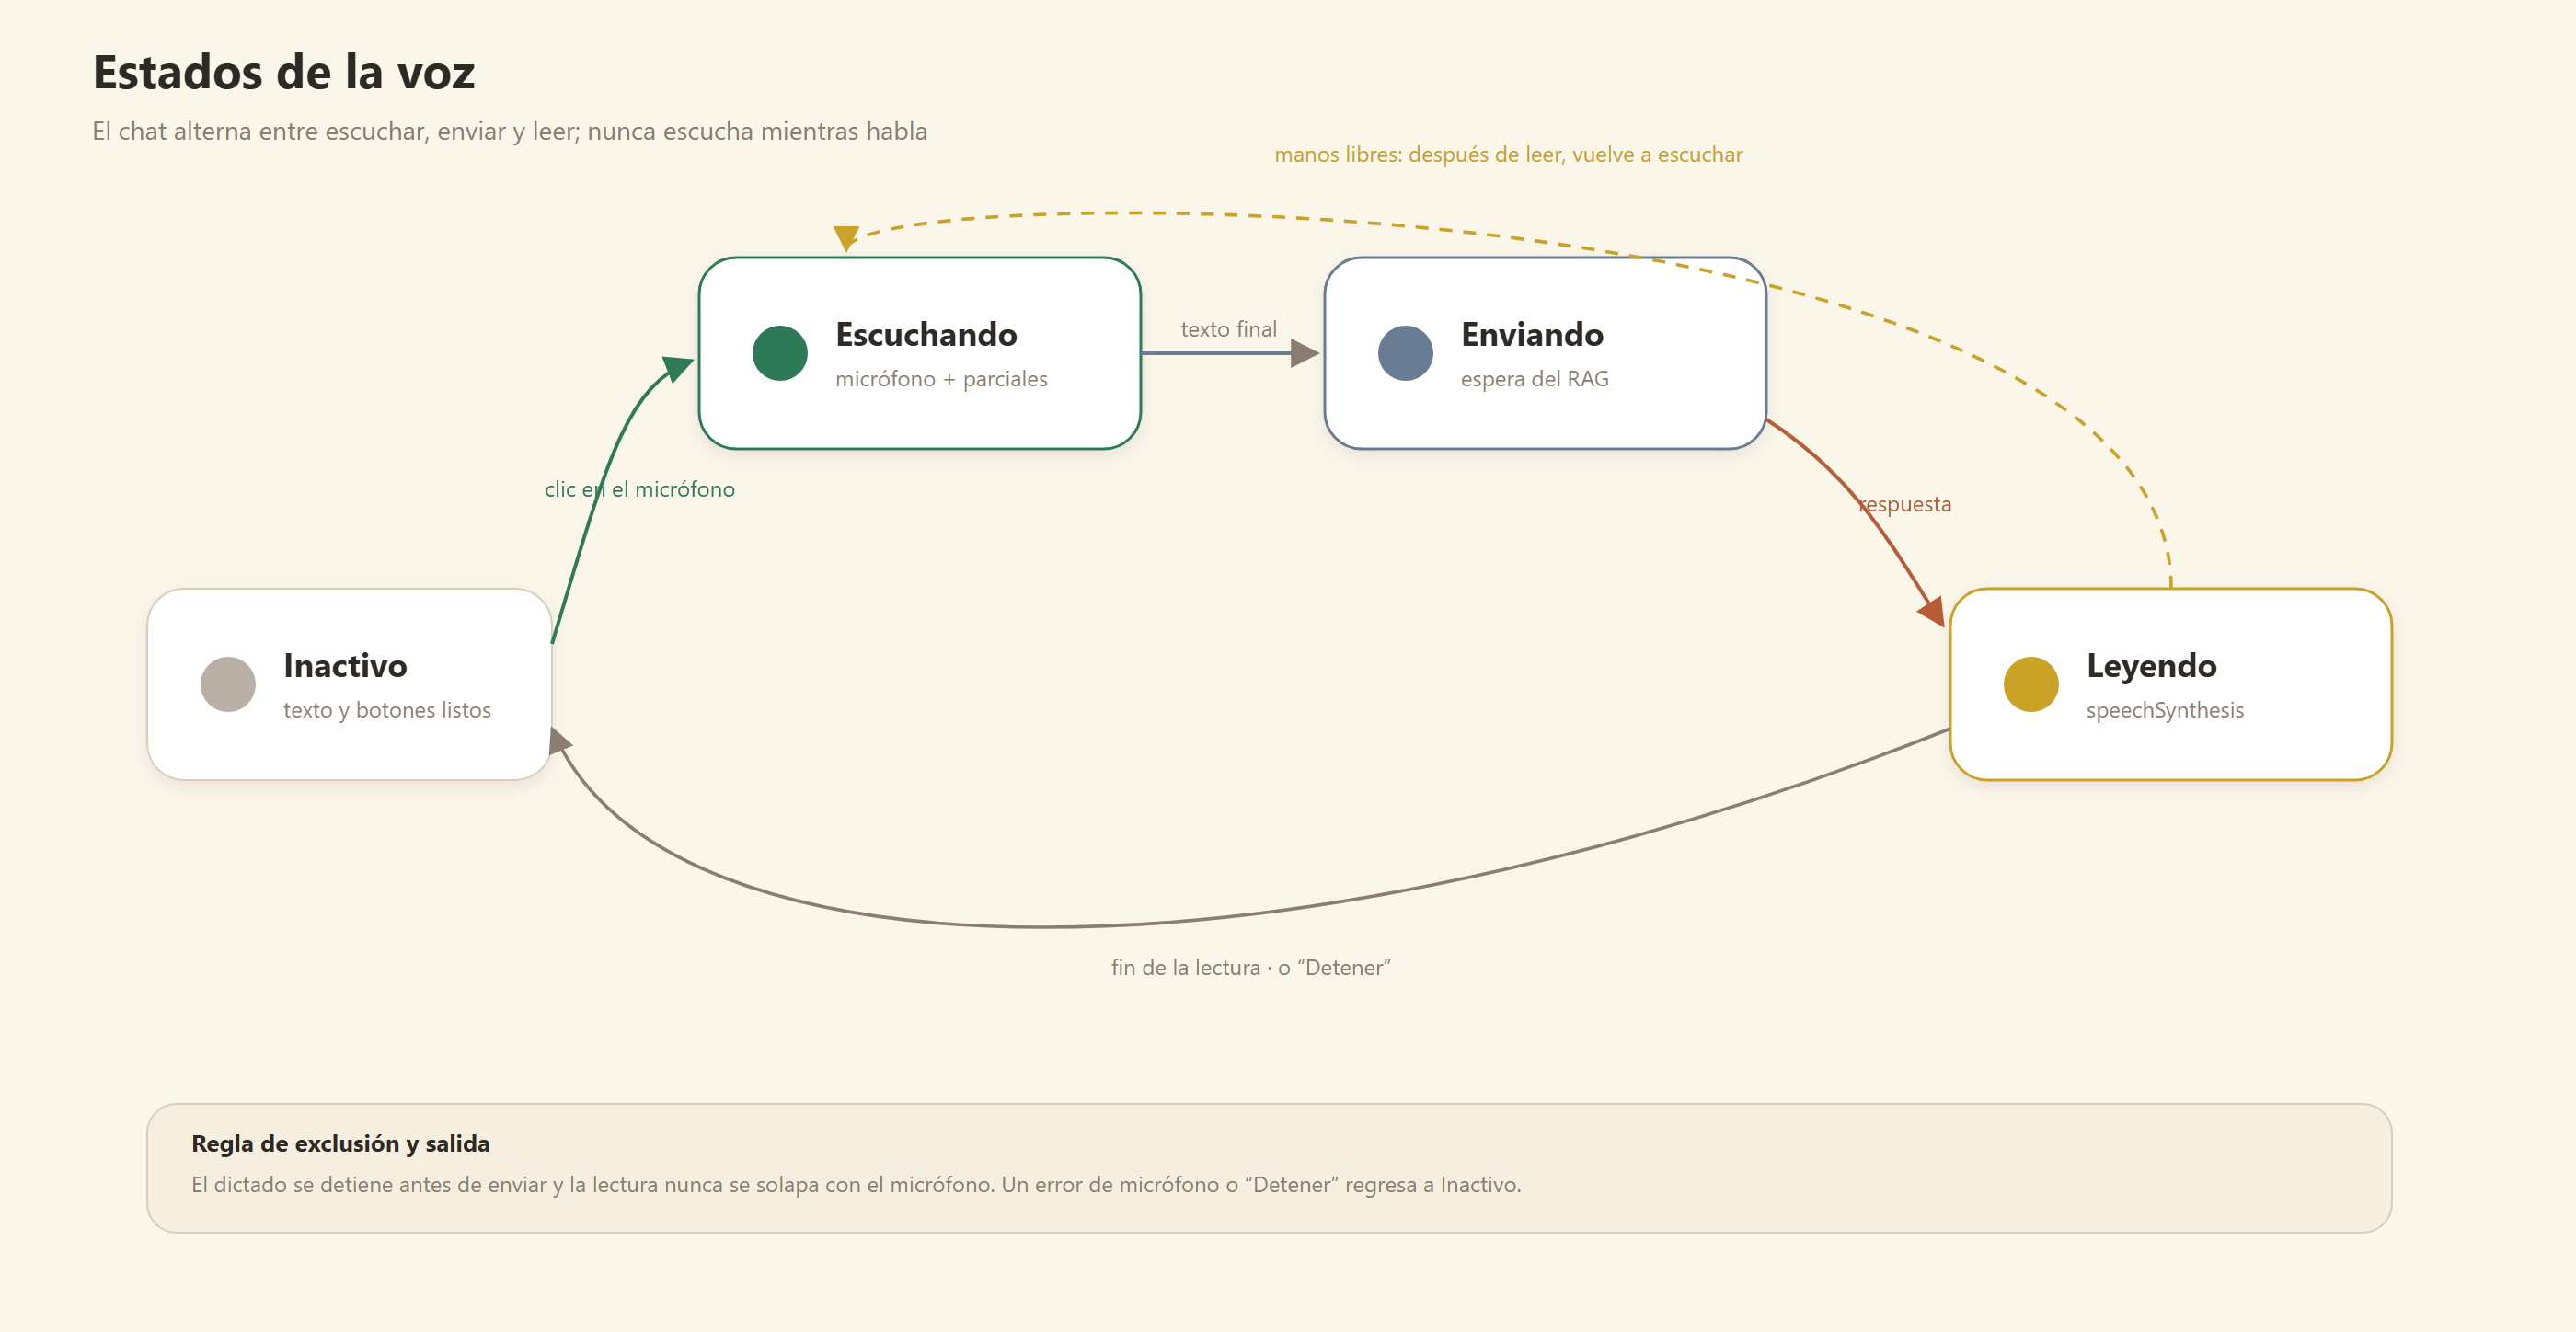 Estados de la voz
El chat alterna entre escuchar, enviar y leer; nunca escucha mientras habla
manos libres: después de leer, vuelve a escuchar
Escuchando
micrófono + parciales
texto final
Enviando
espera del RAG
clic en el micrófono
respuesta
Inactivo
texto y botones listos
Leyendo
speechSynthesis
fin de la lectura · o “Detener”
Regla de exclusión y salida
El dictado se detiene antes de enviar y la lectura nunca se solapa con el micrófono. Un error de micrófono o “Detener” regresa a Inactivo.